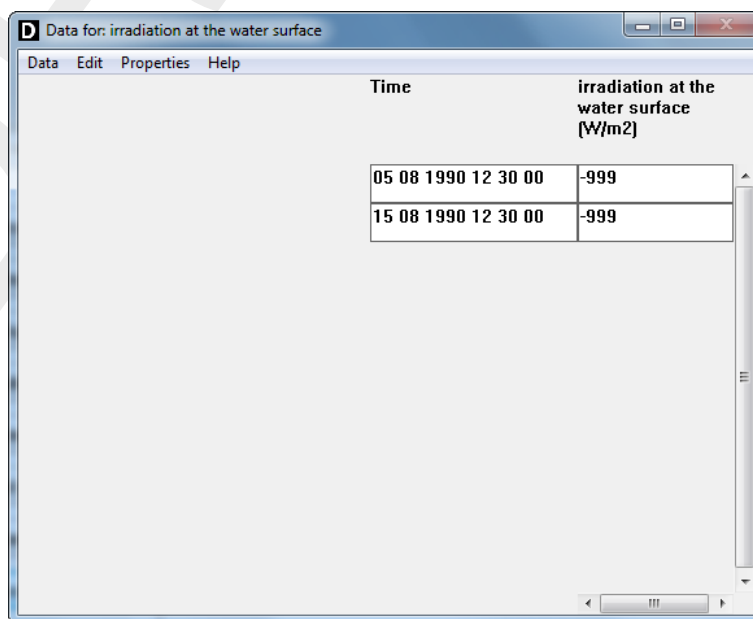 D Data for: irradiation at the water surface
Data Edit Properties Help
Time
irradiation at the
water surface
(W/m2)
05 08 1990 12 30 00 -999
15 08 1990 12 30 00 -999